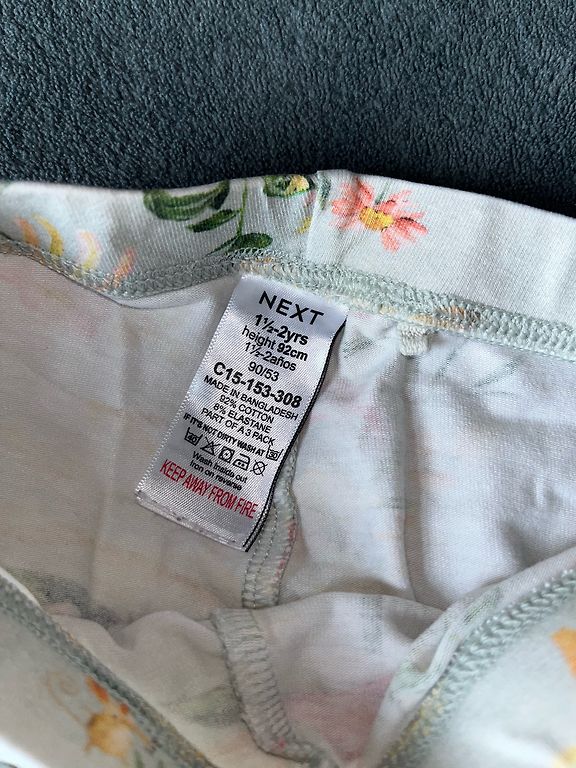 NEXT
1½-2yrs
height 92cm
1½-2años
90/53
C15-153-308
MADE IN BANGLADESH
92% COTTON
8% ELASTANE
PART OF A 3 PACK
IF IT'S NOT DIRTY WASH AT 30
40
Wash inside out
Iron on reverse
KEEP AWAY FROM FIRE